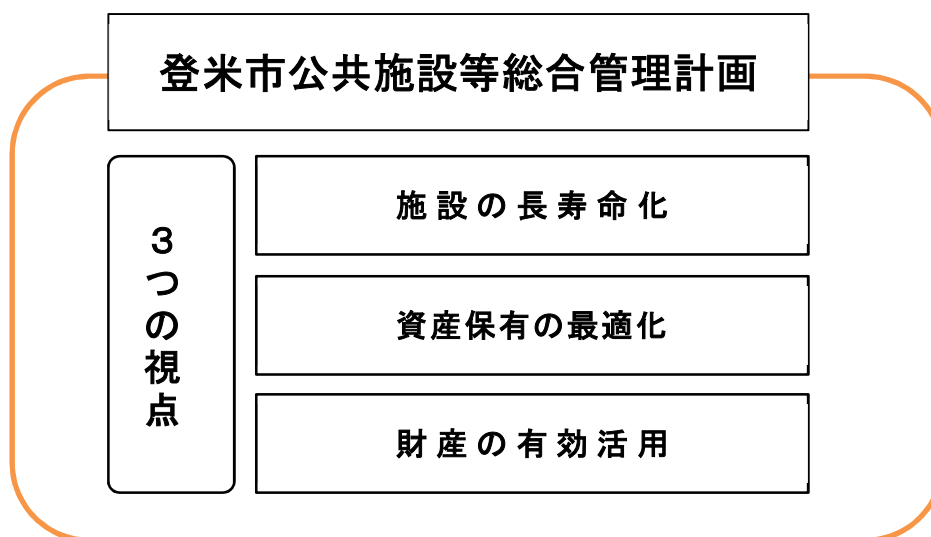 登米市公共施設等総合管理計画
3つの視点
施設の長寿命化
資産保有の最適化
財産の有効活用